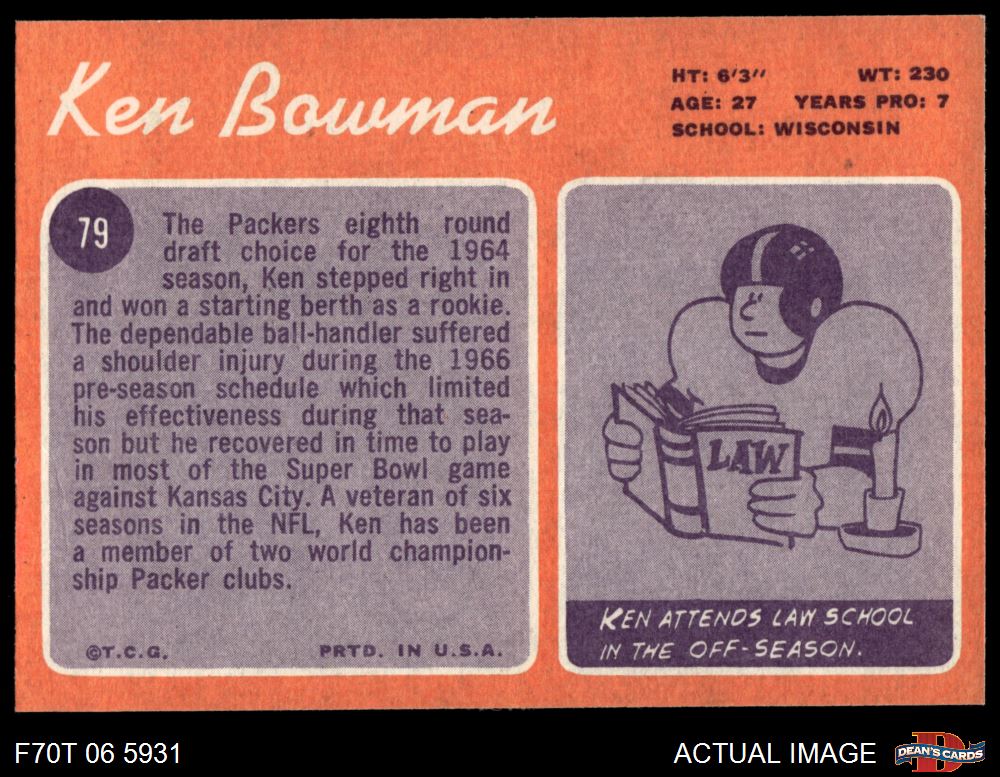 Ken Bowman
HT: 6'3" WT: 230
AGE: 27 YEARS PRO: 7
SCHOOL: WISCONSIN
79
The Packers eighth round
draft choice for the 1964
season, Ken stepped right in
and won a starting berth as a rookie.
The dependable ball-handler suffered
a shoulder injury during the 1966
pre-season schedule which limited
his effectiveness during that sea-
son but he recovered in time to play
in most of the Super Bowl game
against Kansas City. A veteran of six
seasons in the NFL, Ken has been
a member of two world champion-
ship Packer clubs.
©T.C.G. PRTD. IN U.S.A.
LAW
KEN ATTENDS LAW SCHOOL
IN THE OFF-SEASON.
F70T 06 5931 ACTUAL IMAGE
D
DEAN'S CARDS